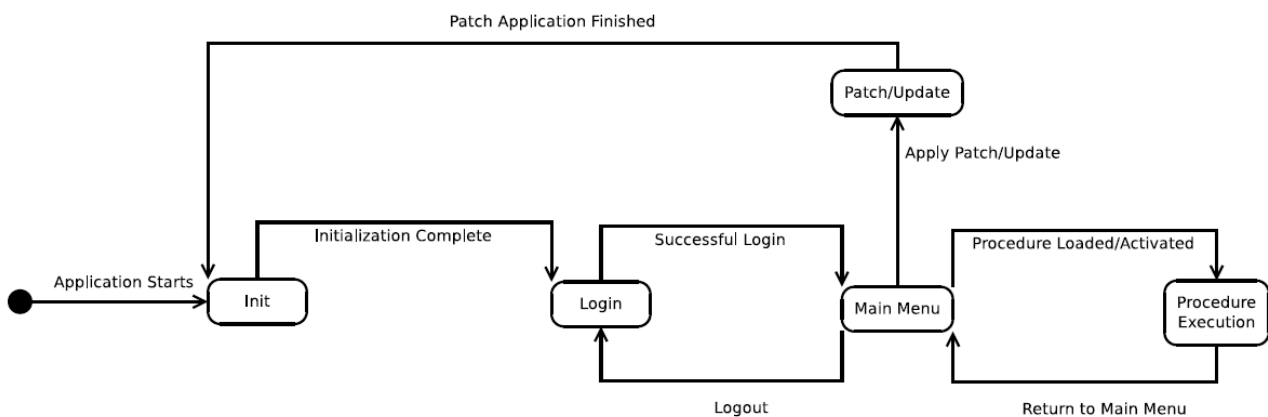 Patch Application Finished
Patch/Update
Apply Patch/Update
Initialization Complete
Successful Login
Procedure Loaded/Activated
Application Starts
Init
Login
Main Menu
Procedure
Execution
Logout
Return to Main Menu